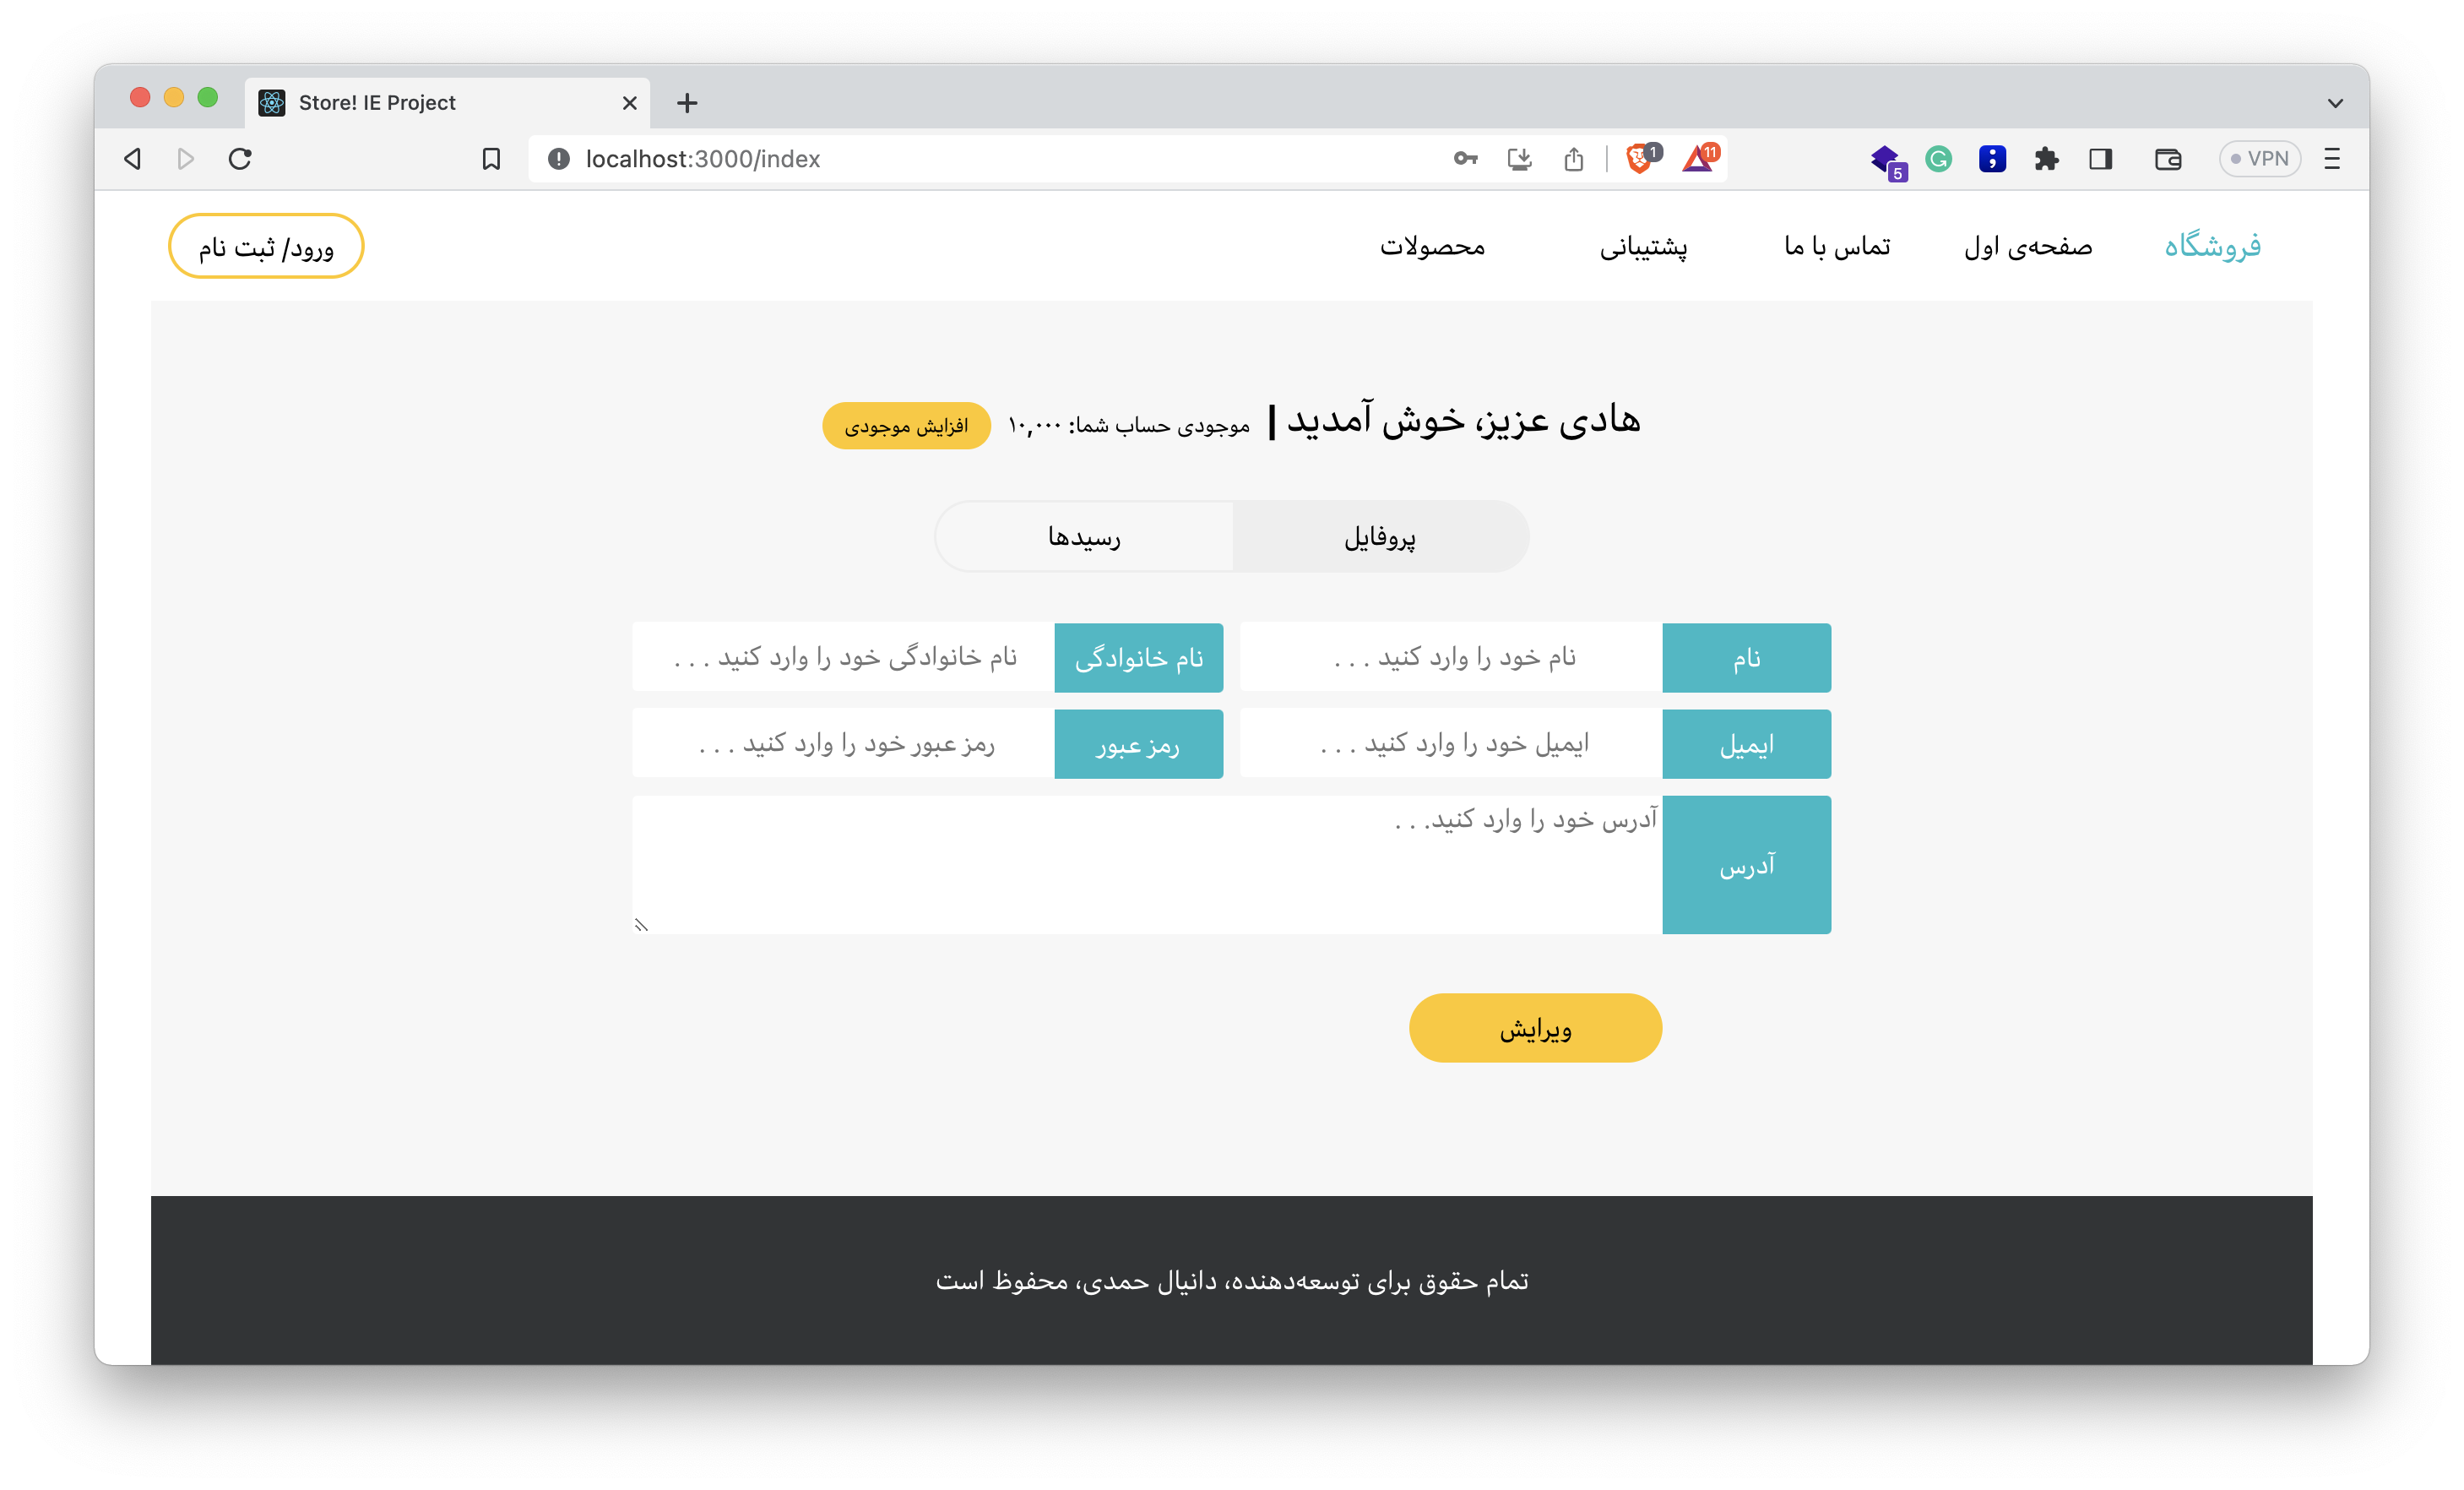 Store! IE Project
localhost:3000/index
1
11
5
VPN
فروشگاه
صفحه‌ی اول
تماس با ما
پشتیبانی
محصولات
ورود/ ثبت نام
هادی عزیز، خوش آمدید | موجودی حساب شما: ۱۰,۰۰۰
افزایش موجودی
پروفایل
رسیدها
نام
نام خود را وارد کنید . . .
نام خانوادگی
نام خانوادگی خود را وارد کنید . . .
ایمیل
ایمیل خود را وارد کنید . . .
رمز عبور
رمز عبور خود را وارد کنید . . .
آدرس
آدرس خود را وارد کنید. . .
ویرایش
تمام حقوق برای توسعه‌دهنده، دانیال حمدی، محفوظ است